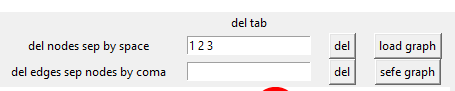 del tab
del nodes sep by space 1 2 3 del load graph
del edges sep nodes by coma del sefe graph